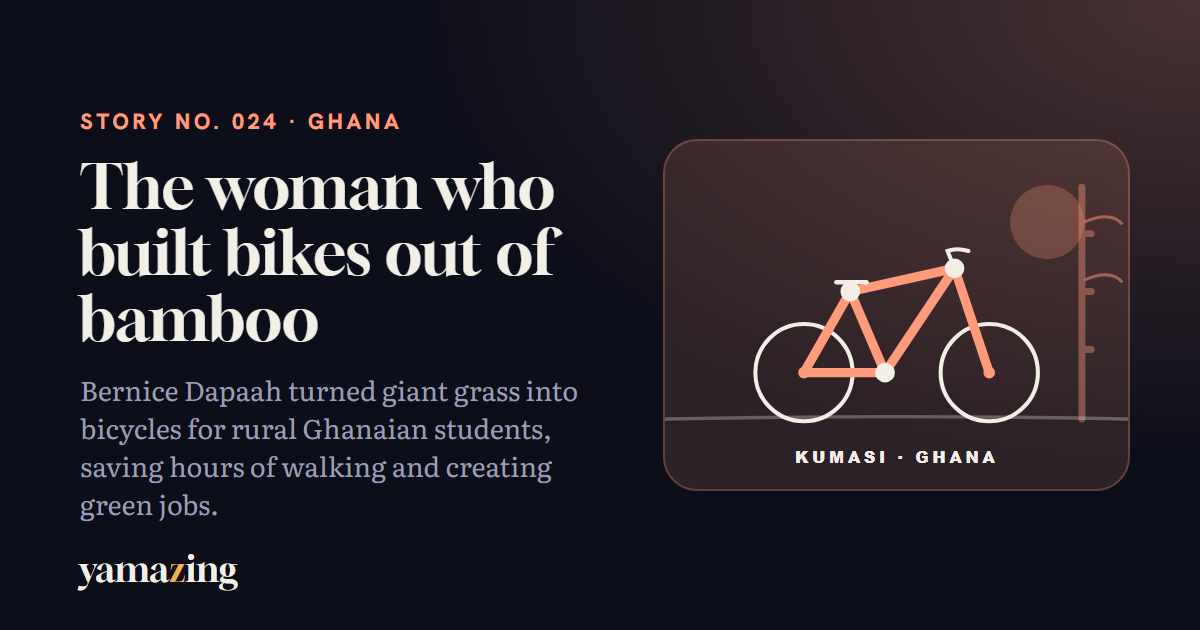 STORY NO. 024 · GHANA
The woman who
built bikes out of
bamboo
Bernice Dapaah turned giant grass into
bicycles for rural Ghanaian students,
saving hours of walking and creating
green jobs.
yamazing
KUMASI · GHANA